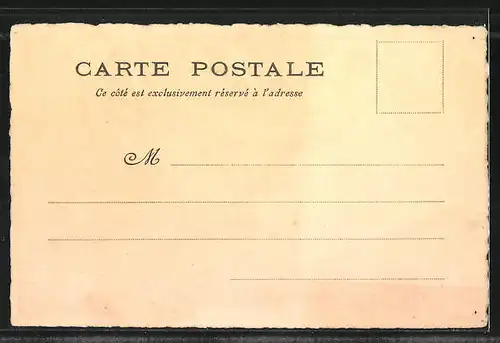 CARTE POSTALE
Ce côté est exclusivement réservé à l'adresse
M